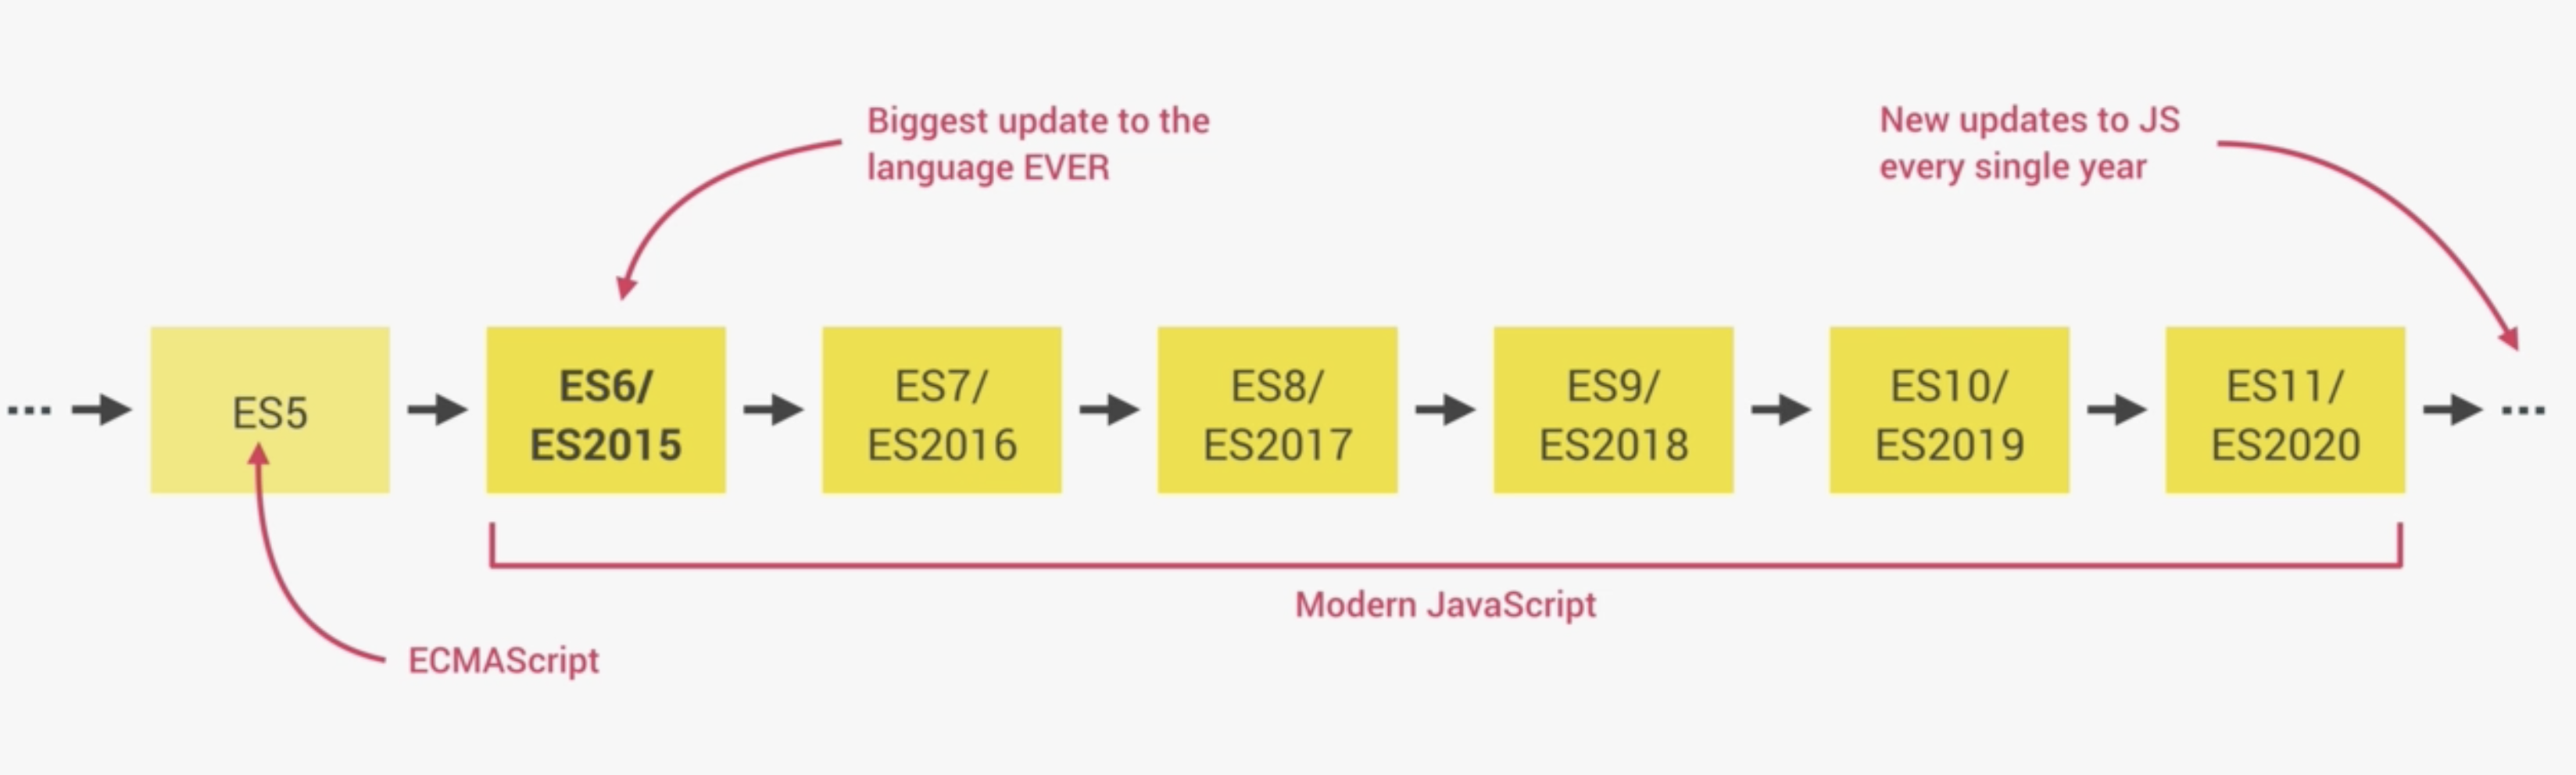 Biggest update to the
language EVER
New updates to JS
every single year
ES5
ES6/
ES2015
ES7/
ES2016
ES8/
ES2017
ES9/
ES2018
ES10/
ES2019
ES11/
ES2020
Modern JavaScript
ECMAScript